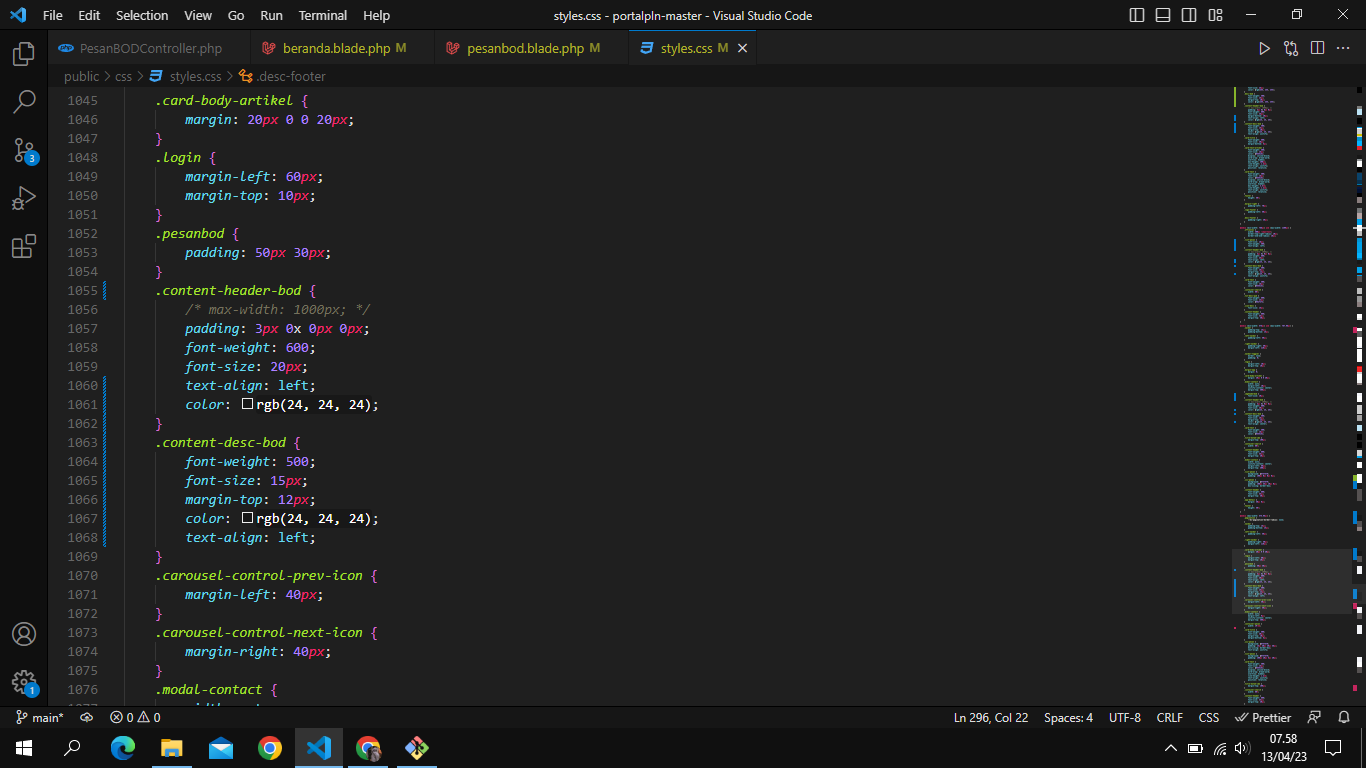 File Edit Selection View Go Run Terminal Help
styles.css - portalpln-master - Visual Studio Code
PesanBODController.php
beranda.blade.php M
pesanbod.blade.php M
styles.css M
public > css > styles.css > .desc-footer
1045 .card-body-artikel {
1046 margin: 20px 0 0 20px;
1047 }
1048 .login {
1049 margin-left: 60px;
1050 margin-top: 10px;
1051 }
1052 .pesanbod {
1053 padding: 50px 30px;
1054 }
1055 .content-header-bod {
1056 /* max-width: 1000px; */
1057 padding: 3px 0x 0px 0px;
1058 font-weight: 600;
1059 font-size: 20px;
1060 text-align: left;
1061 color: rgb(24, 24, 24);
1062 }
1063 .content-desc-bod {
1064 font-weight: 500;
1065 font-size: 15px;
1066 margin-top: 12px;
1067 color: rgb(24, 24, 24);
1068 text-align: left;
1069 }
1070 .carousel-control-prev-icon {
1071 margin-left: 40px;
1072 }
1073 .carousel-control-next-icon {
1074 margin-right: 40px;
1075 }
1076 .modal-contact {
3
1
main*
0 0
Ln 296, Col 22 Spaces: 4 UTF-8 CRLF CSS Prettier
07.58
13/04/23